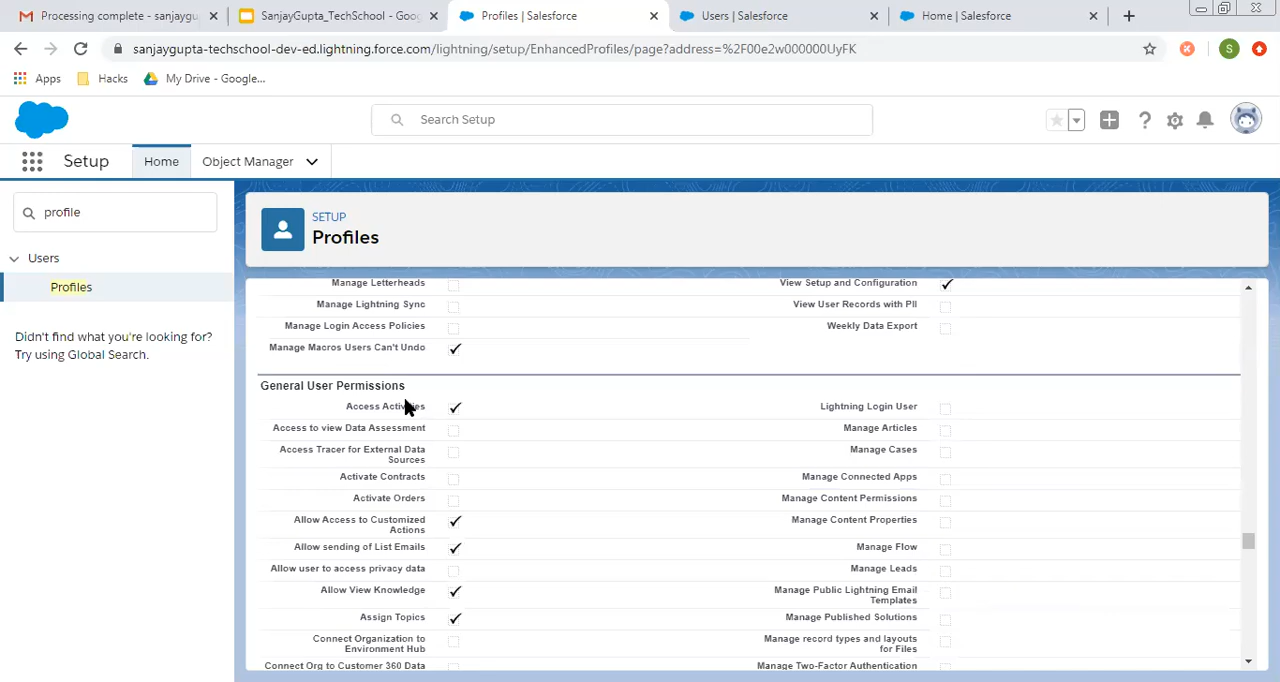 Processing complete - sanjaygu
SanjayGupta_TechSchool - Goog
Profiles | Salesforce
Users | Salesforce
Home | Salesforce
sanjaygupta-techschool-dev-ed.lightning.force.com/lightning/setup/EnhancedProfiles/page?address=%2F00e2w000000UyFK
S
Apps
Hacks
My Drive - Google...
Search Setup
Setup
Home
Object Manager
profile
Users
Profiles
Didn't find what you're looking for?
Try using Global Search.
SETUP
Profiles
Manage Letterheads
View Setup and Configuration
Manage Lightning Sync
View User Records with PII
Manage Login Access Policies
Weekly Data Export
Manage Macros Users Can't Undo
General User Permissions
Access Activities
Lightning Login User
Access to view Data Assessment
Manage Articles
Access Tracer for External Data
Sources
Manage Cases
Activate Contracts
Manage Connected Apps
Activate Orders
Manage Content Permissions
Allow Access to Customized
Actions
Manage Content Properties
Allow sending of List Emails
Manage Flow
Allow user to access privacy data
Manage Leads
Allow View Knowledge
Manage Public Lightning Email
Templates
Assign Topics
Manage Published Solutions
Connect Organization to
Environment Hub
Manage record types and layouts
for Files
Connect Org to Customer 360 Data
Manage Two-Factor Authentication